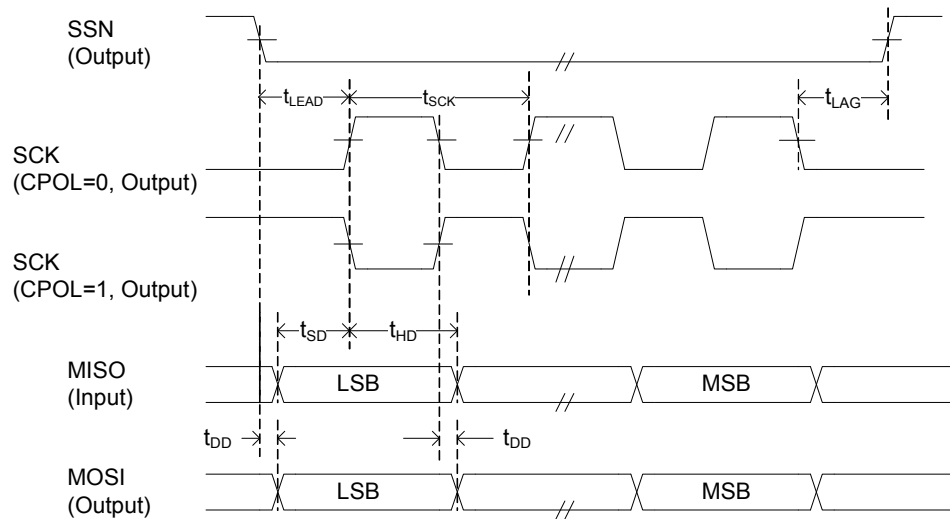 SSN
(Output)
tLEAD
tSCK
tLAG
SCK
(CPOL=0, Output)
SCK
(CPOL=1, Output)
tSD
tHD
MISO
(Input)
LSB
MSB
tDD
tDD
MOSI
(Output)
LSB
MSB